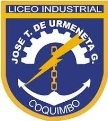 LICEO INDUSTRIAL
JOSE T. DE URMENETA G.
COQUIMBO